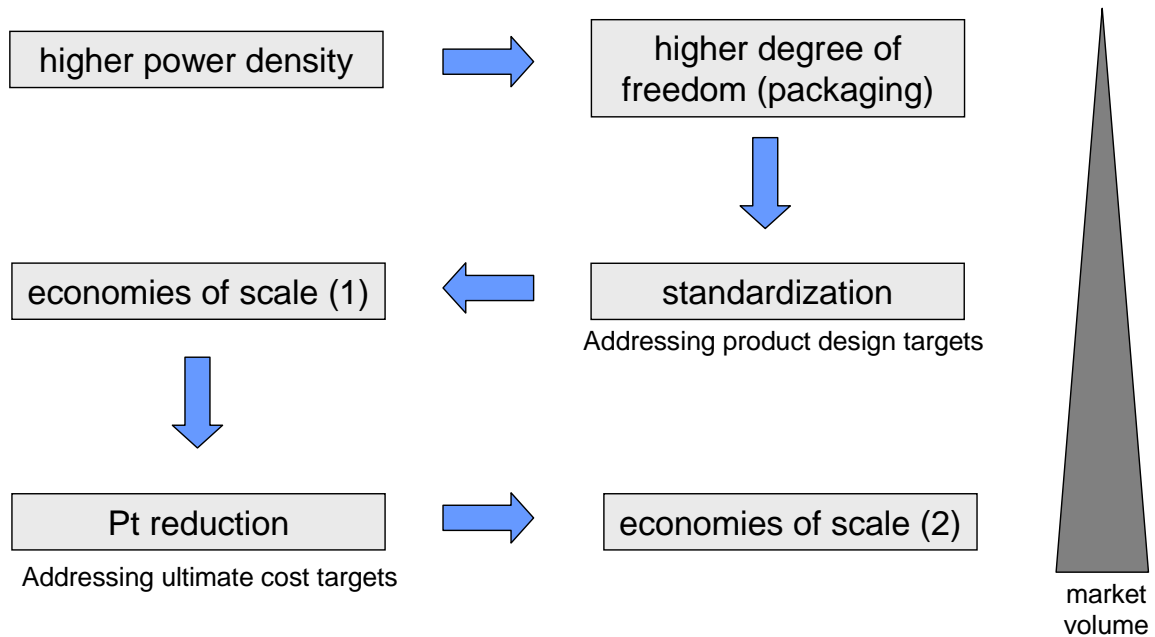 higher power density
higher degree of
freedom (packaging)
economies of scale (1)
standardization
Addressing product design targets
Pt reduction
economies of scale (2)
Addressing ultimate cost targets
market
volume